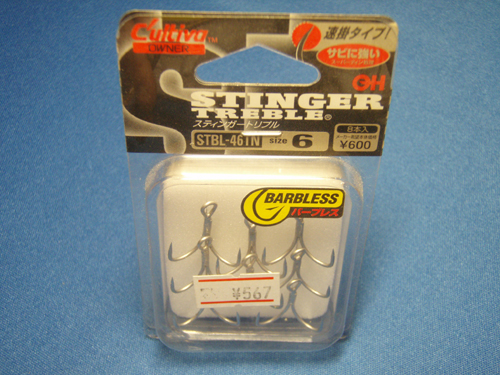 Cultiva™
OWNER
速掛タイプ!
サビに強い
OH
STINGER
TREBLE®
スティンガートリプル
STBL-46TN size 6
8本入
¥600
BARBLESS
バーブレス
¥567